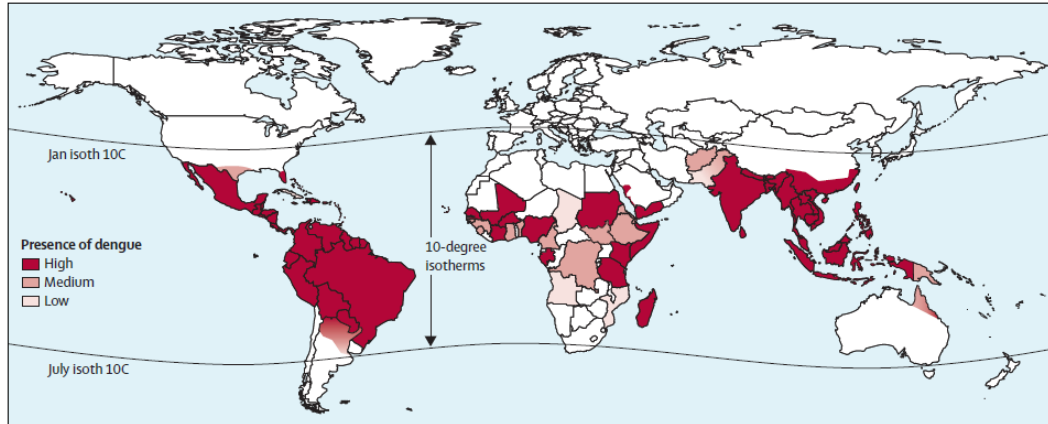 Jan isoth 10C
Presence of dengue
High
Medium
Low
10-degree
isotherms
July isoth 10C